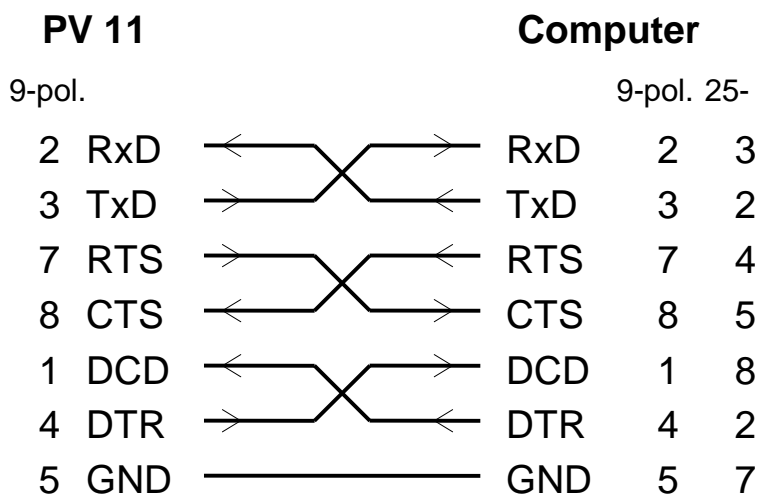 PV 11 Computer
9-pol. 9-pol. 25-
2 RxD RxD 2 3
3 TxD TxD 3 2
7 RTS RTS 7 4
8 CTS CTS 8 5
1 DCD DCD 1 8
4 DTR DTR 4 2
5 GND GND 5 7